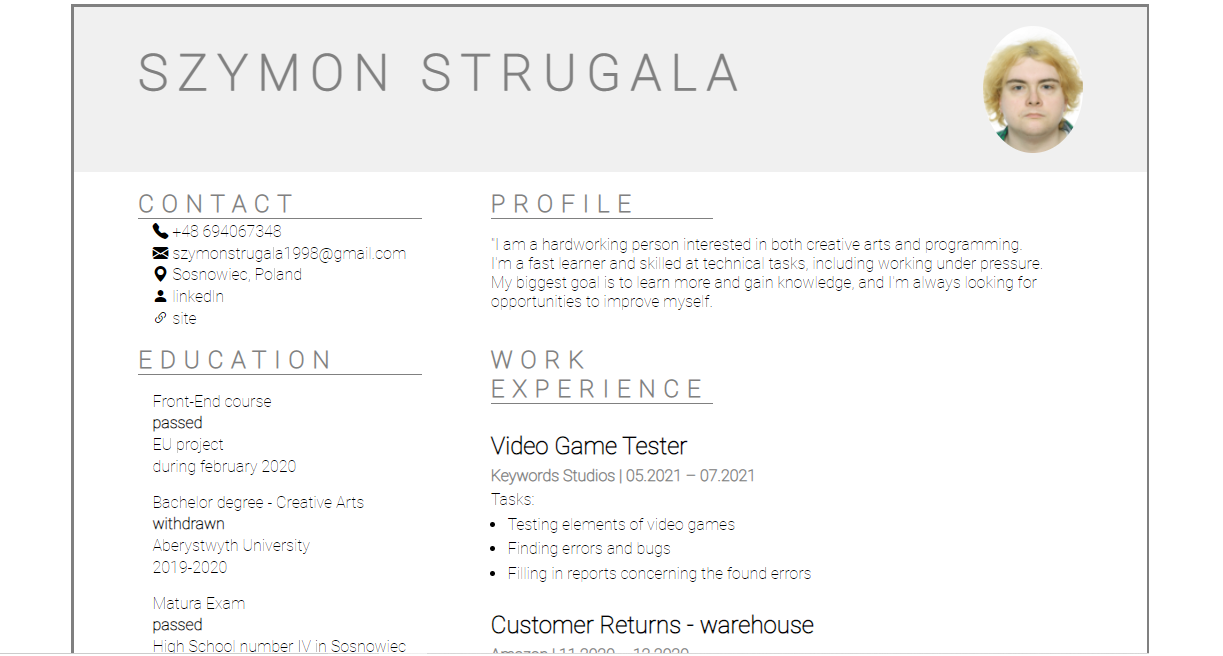 SZYMON STRUGALA
CONTACT
+48 694067348
szymonstrugala1998@gmail.com
Sosnowiec, Poland
linkedIn
site
EDUCATION
Front-End course
passed
EU project
during february 2020
Bachelor degree - Creative Arts
withdrawn
Aberystwyth University
2019-2020
Matura Exam
passed
High School number IV in Sosnowiec
PROFILE
"I am a hardworking person interested in both creative arts and programming.
I'm a fast learner and skilled at technical tasks, including working under pressure.
My biggest goal is to learn more and gain knowledge, and I'm always looking for
opportunities to improve myself.
WORK
EXPERIENCE
Video Game Tester
Keywords Studios | 05.2021 – 07.2021
Tasks:
• Testing elements of video games
• Finding errors and bugs
• Filling in reports concerning the found errors
Customer Returns - warehouse
Amazon | 11.2020 – 12.2020